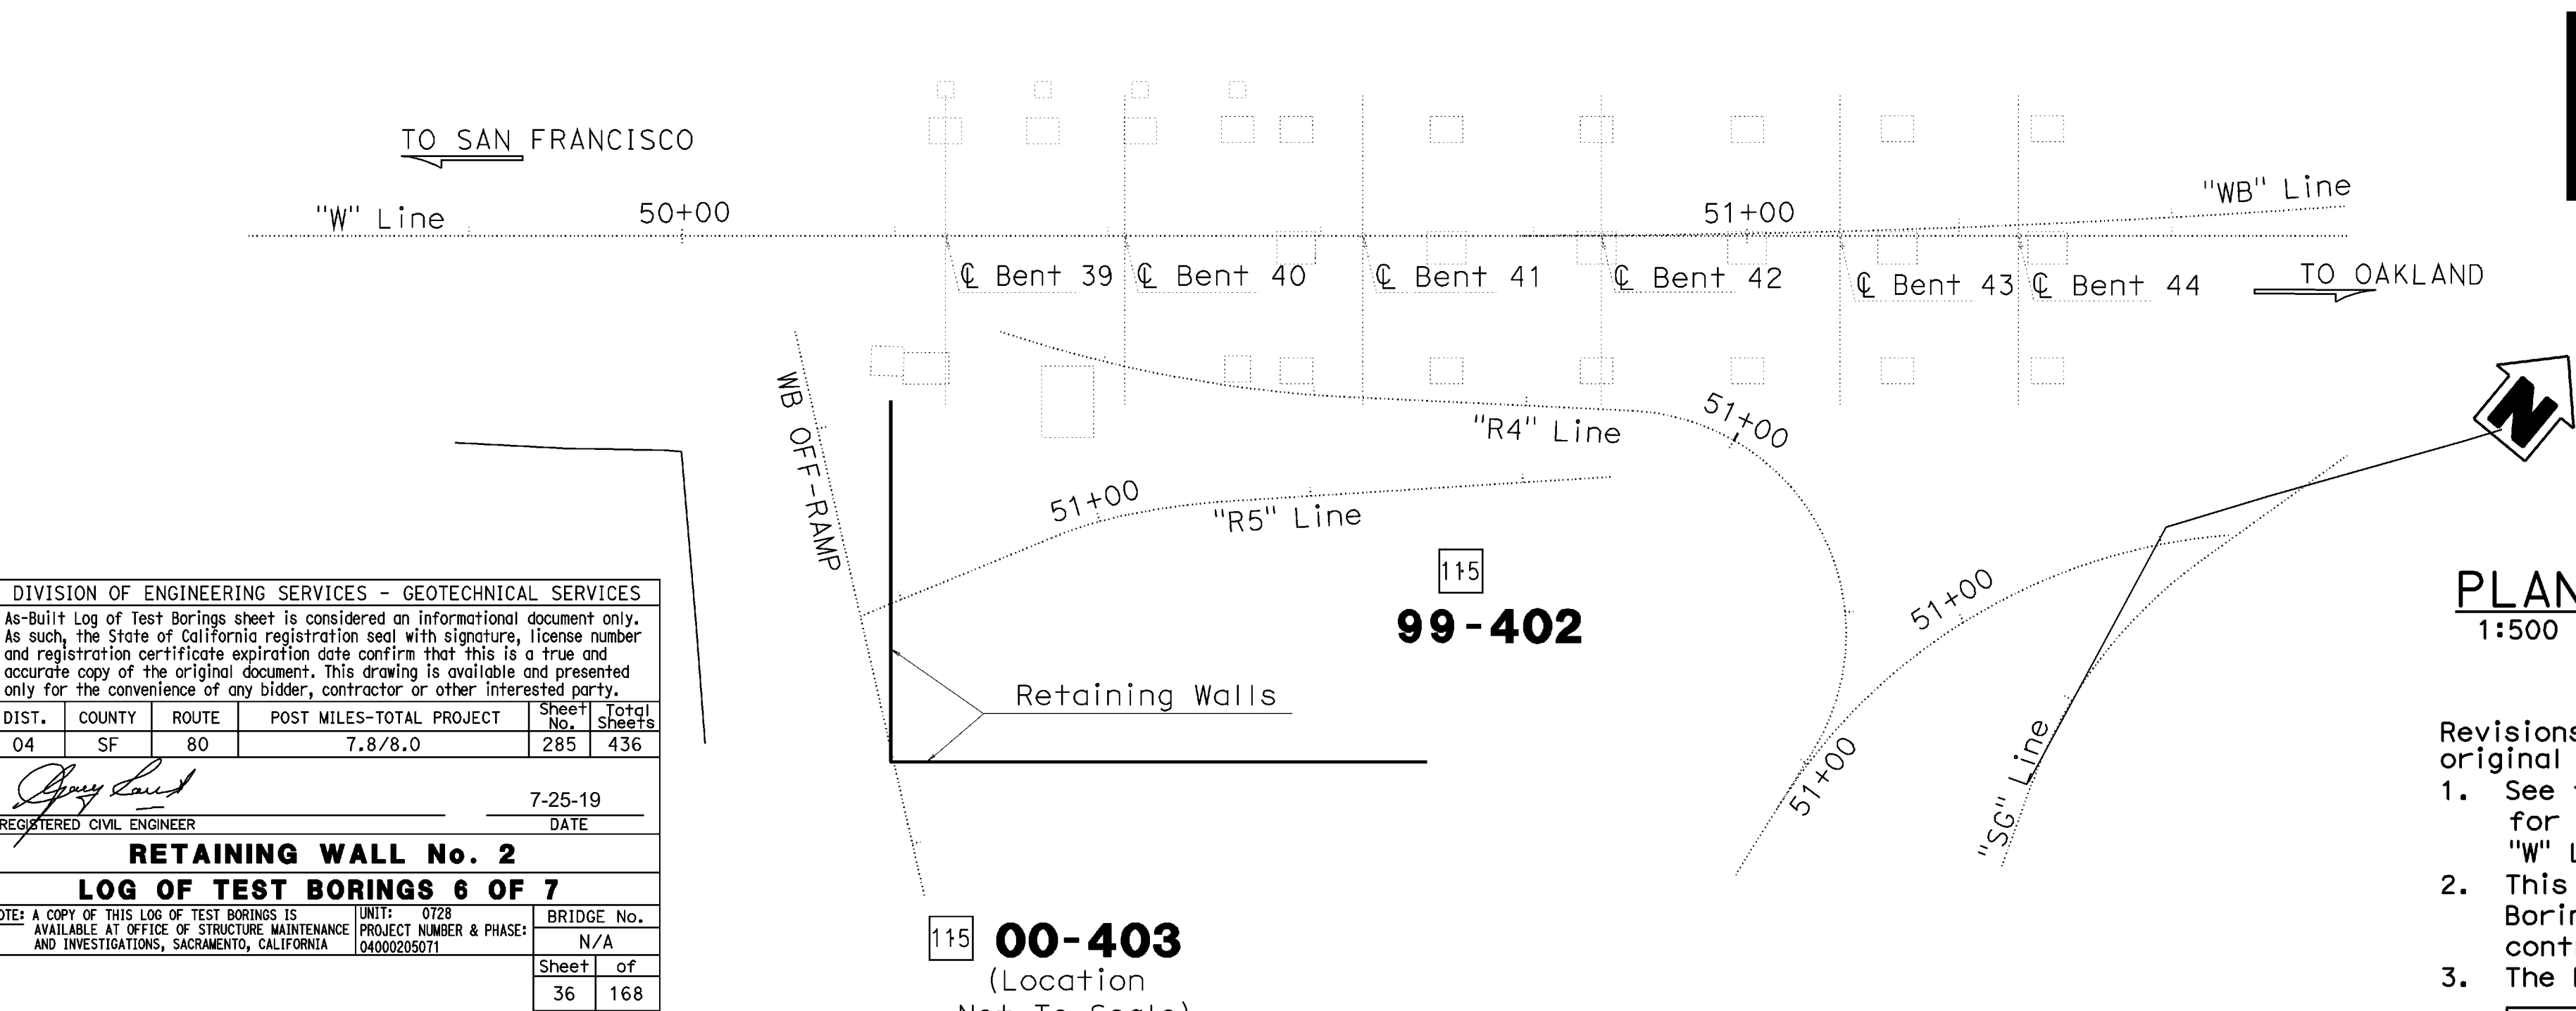 TO SAN FRANCISCO
"W" Line
50+00
51+00
"WB" Line
℄ Bent 39
℄ Bent 40
℄ Bent 41
℄ Bent 42
℄ Bent 43
℄ Bent 44
TO OAKLAND
WB OFF-RAMP
"R4" Line
51+00
51+00
"R5" Line
N
115
99-402
51+00
51+00
"SG" Line
Retaining Walls
PLAN
1:500
DIVISION OF ENGINEERING SERVICES - GEOTECHNICAL SERVICES
As-Built Log of Test Borings sheet is considered an informational document only.
As such, the State of California registration seal with signature, license number
and registration certificate expiration date confirm that this is a true and
accurate copy of the original document. This drawing is available and presented
only for the convenience of any bidder, contractor or other interested party.
DIST. COUNTY ROUTE POST MILES-TOTAL PROJECT Sheet No. Total Sheets
04 SF 80 7.8/8.0 285 436
7-25-19
REGISTERED CIVIL ENGINEER DATE
RETAINING WALL No. 2
LOG OF TEST BORINGS 6 OF 7
OTE: A COPY OF THIS LOG OF TEST BORINGS IS
AVAILABLE AT OFFICE OF STRUCTURE MAINTENANCE
AND INVESTIGATIONS, SACRAMENTO, CALIFORNIA
UNIT: 0728
PROJECT NUMBER & PHASE:
04000205071
BRIDGE No.
N/A
Sheet of
36 168
115 00-403
(Location
Not To Scale)
Revisions
original
1. See
for
"W" L
2. This
Borin
cont
3. The